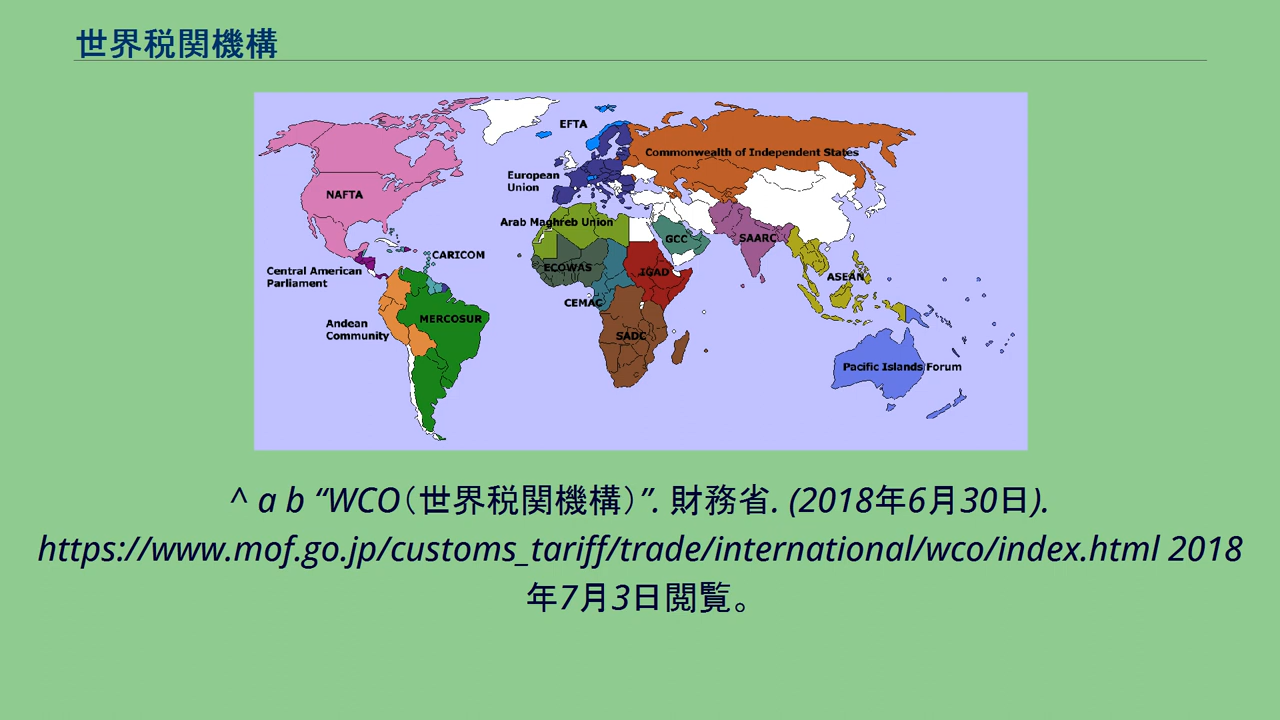 世界税関機構
EFTA
Commonwealth of Independent States
European
Union
NAFTA
Arab Maghreb Union
GCC
SAARC
CARICOM
ECOWAS
IGAD
Central American
Parliament
ASEAN
CEMAC
MERCOSUR
Andean
Community
SADC
Pacific Islands Forum
^ a b “WCO（世界税関機構）”. 財務省. (2018年6月30日).
https://www.mof.go.jp/customs_tariff/trade/international/wco/index.html 2018
年7月3日閲覧。